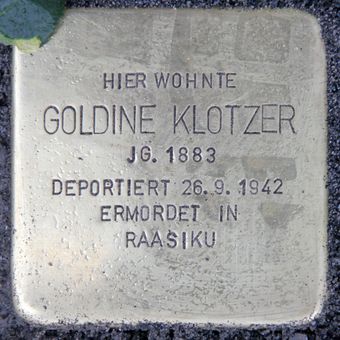 HIER WOHNTE
GOLDINE KLOTZER
JG. 1883
DEPORTIERT 26.9.1942
ERMORDET IN
RAASIKU